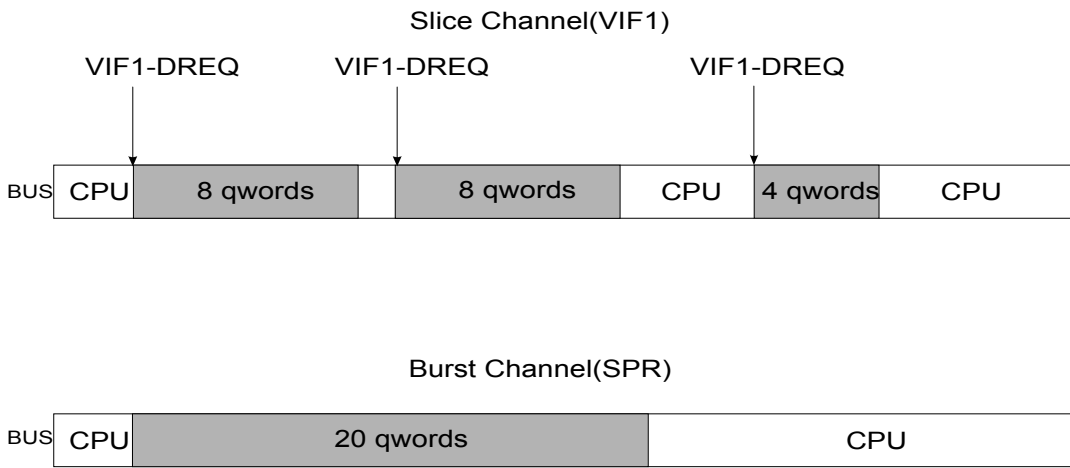 Slice Channel(VIF1)
VIF1-DREQ VIF1-DREQ VIF1-DREQ
BUS CPU 8 qwords 8 qwords CPU 4 qwords CPU
Burst Channel(SPR)
BUS CPU 20 qwords CPU